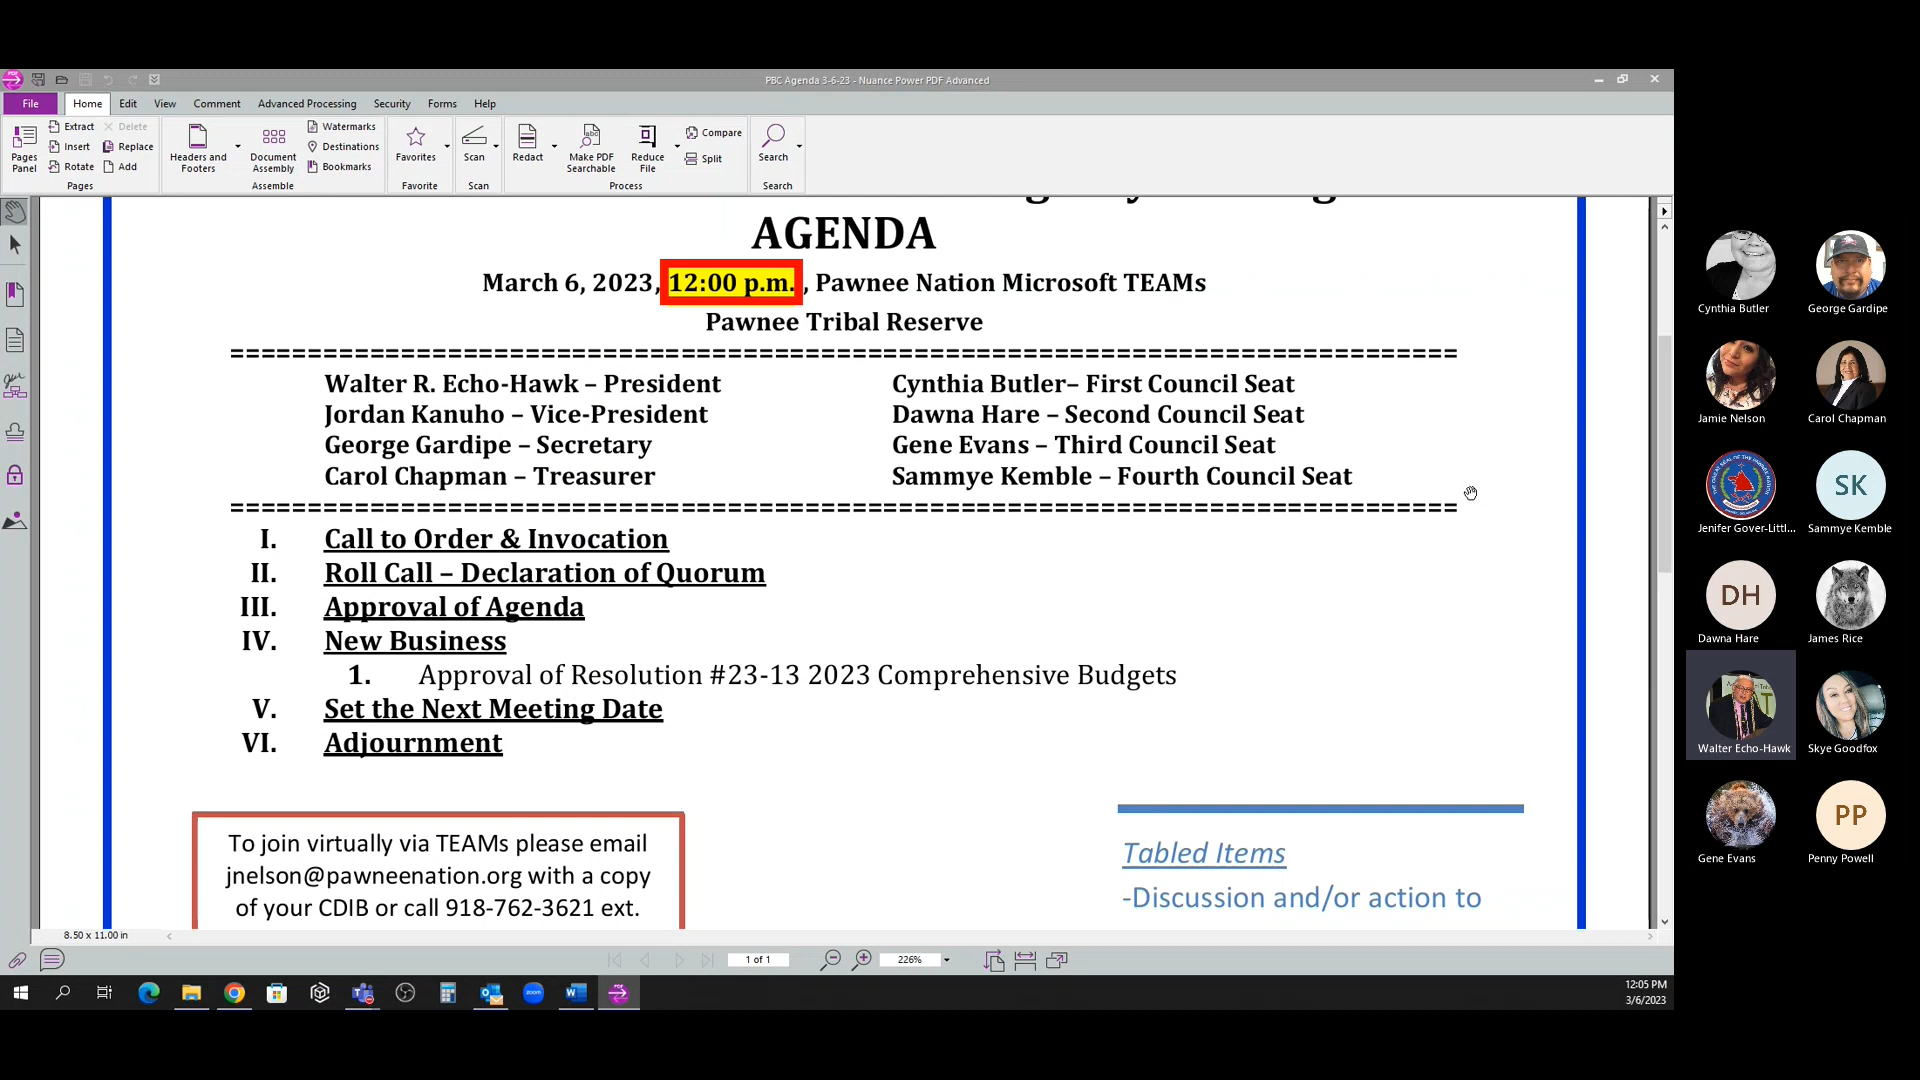 PBC Agenda 3-6-23 - Nuance Power PDF Advanced
File Home Edit View Comment Advanced Processing Security Forms Help
Pages Panel
Extract Delete
Insert Replace
Rotate Add
Pages
Headers and Footers
Document Assembly
Watermarks
Destinations
Bookmarks
Assemble
Favorites
Favorite
Scan
Scan
Redact
Make PDF Searchable
Reduce File
Compare
Split
Process
Search
Search
AGENDA
March 6, 2023, 12:00 p.m. , Pawnee Nation Microsoft TEAMs
Pawnee Tribal Reserve
Walter R. Echo-Hawk – President
Jordan Kanuho – Vice-President
George Gardipe – Secretary
Carol Chapman – Treasurer
Cynthia Butler– First Council Seat
Dawna Hare – Second Council Seat
Gene Evans – Third Council Seat
Sammye Kemble – Fourth Council Seat
I. Call to Order & Invocation
II. Roll Call – Declaration of Quorum
III. Approval of Agenda
IV. New Business
1. Approval of Resolution #23-13 2023 Comprehensive Budgets
V. Set the Next Meeting Date
VI. Adjournment
To join virtually via TEAMs please email
jnelson@pawneenation.org with a copy
of your CDIB or call 918-762-3621 ext.
Tabled Items
-Discussion and/or action to
8.50 x 11.00 in
1 of 1
226%
zoom
12:05 PM
3/6/2023
Cynthia Butler
George Gardipe
Jamie Nelson
Carol Chapman
Jenifer Gover-Littl...
SK
Sammye Kemble
DH
Dawna Hare
James Rice
Walter Echo-Hawk
Skye Goodfox
Gene Evans
PP
Penny Powell